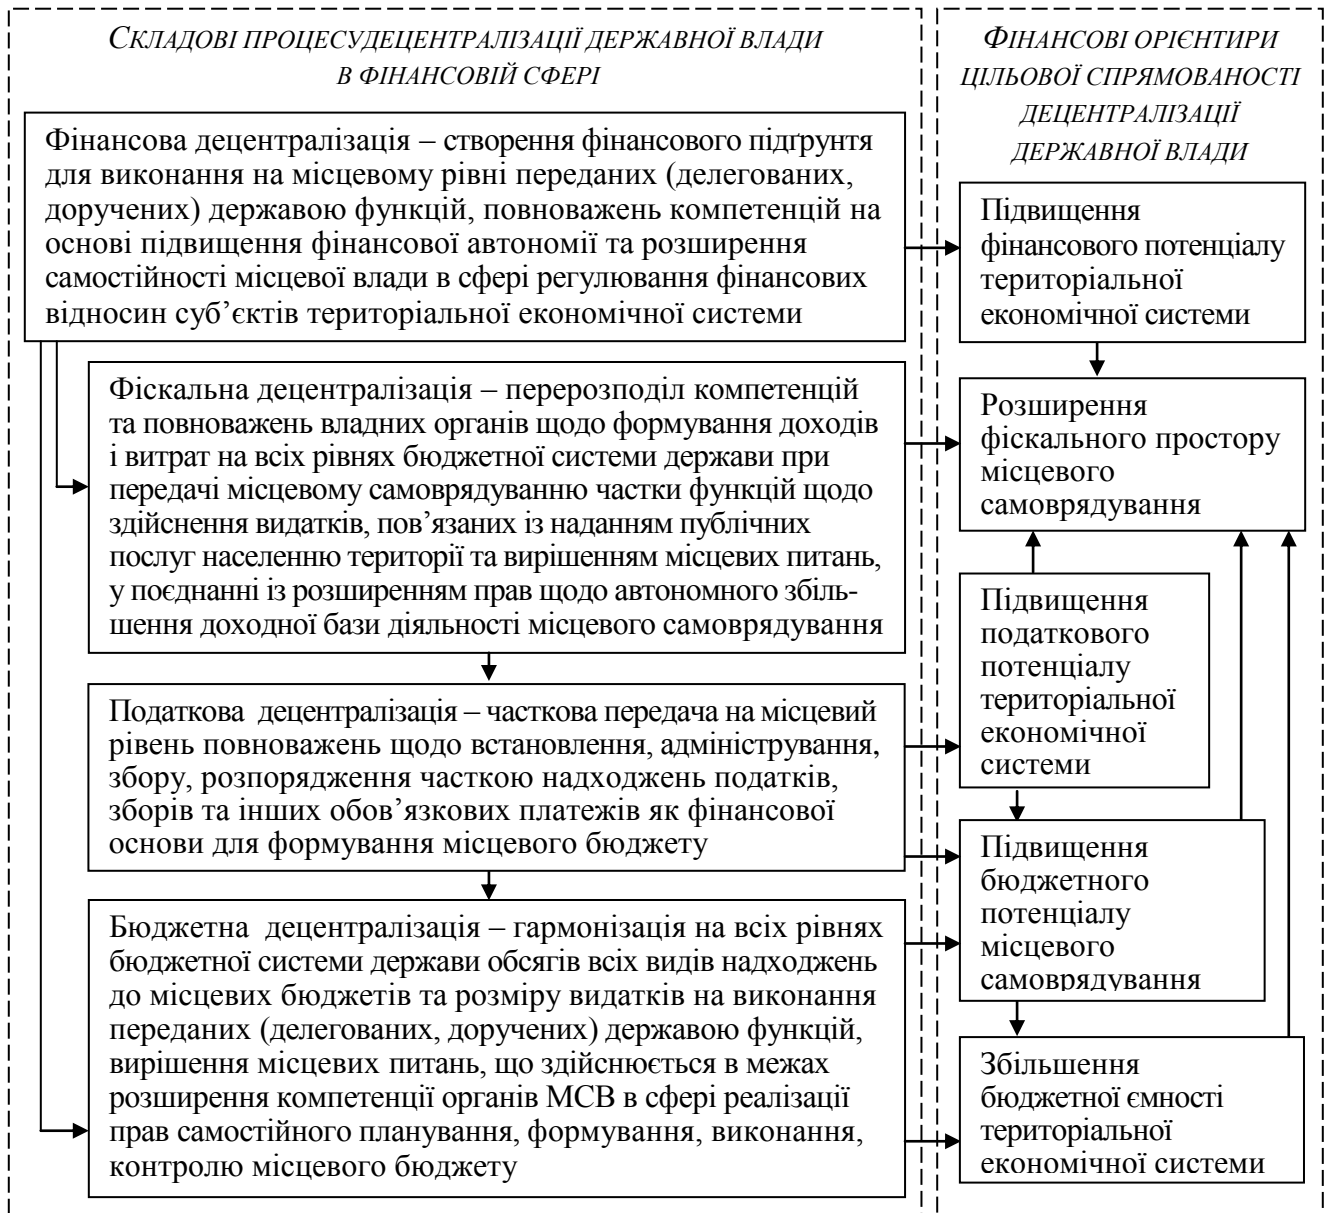 СКЛАДОВІ ПРОЦЕСУДЕЦЕНТРАЛІЗАЦІЇ ДЕРЖАВНОЇ ВЛАДИ
В ФІНАНСОВІЙ СФЕРІ
Фінансова децентралізація – створення фінансового підґрунтя
для виконання на місцевому рівні переданих (делегованих,
доручених) державою функцій, повноважень компетенцій на
основі підвищення фінансової автономії та розширення
самостійності місцевої влади в сфері регулювання фінансових
відносин суб’єктів територіальної економічної системи
Фіскальна децентралізація – перерозподіл компетенцій
та повноважень владних органів щодо формування доходів
і витрат на всіх рівнях бюджетної системи держави при
передачі місцевому самоврядуванню частки функцій щодо
здійснення видатків, пов’язаних із наданням публічних
послуг населенню території та вирішенням місцевих питань,
у поєднанні із розширенням прав щодо автономного збіль-
шення доходної бази діяльності місцевого самоврядування
Податкова децентралізація – часткова передача на місцевий
рівень повноважень щодо встановлення, адміністрування,
збору, розпорядження часткою надходжень податків,
зборів та інших обов’язкових платежів як фінансової
основи для формування місцевого бюджету
Бюджетна децентралізація – гармонізація на всіх рівнях
бюджетної системи держави обсягів всіх видів надходжень
до місцевих бюджетів та розміру видатків на виконання
переданих (делегованих, доручених) державою функцій,
вирішення місцевих питань, що здійснюється в межах
розширення компетенції органів МСВ в сфері реалізації
прав самостійного планування, формування, виконання,
контролю місцевого бюджету
ФІНАНСОВІ ОРІЄНТИРИ
ЦІЛЬОВОЇ СПРЯМОВАНОСТІ
ДЕЦЕНТРАЛІЗАЦІЇ
ДЕРЖАВНОЇ ВЛАДИ
Підвищення
фінансового потенціалу
територіальної
економічної системи
Розширення
фіскального простору
місцевого
самоврядування
Підвищення
податкового
потенціалу
територіальної
економічної
системи
Підвищення
бюджетного
потенціалу
місцевого
самоврядування
Збільшення
бюджетної ємності
територіальної
економічної системи